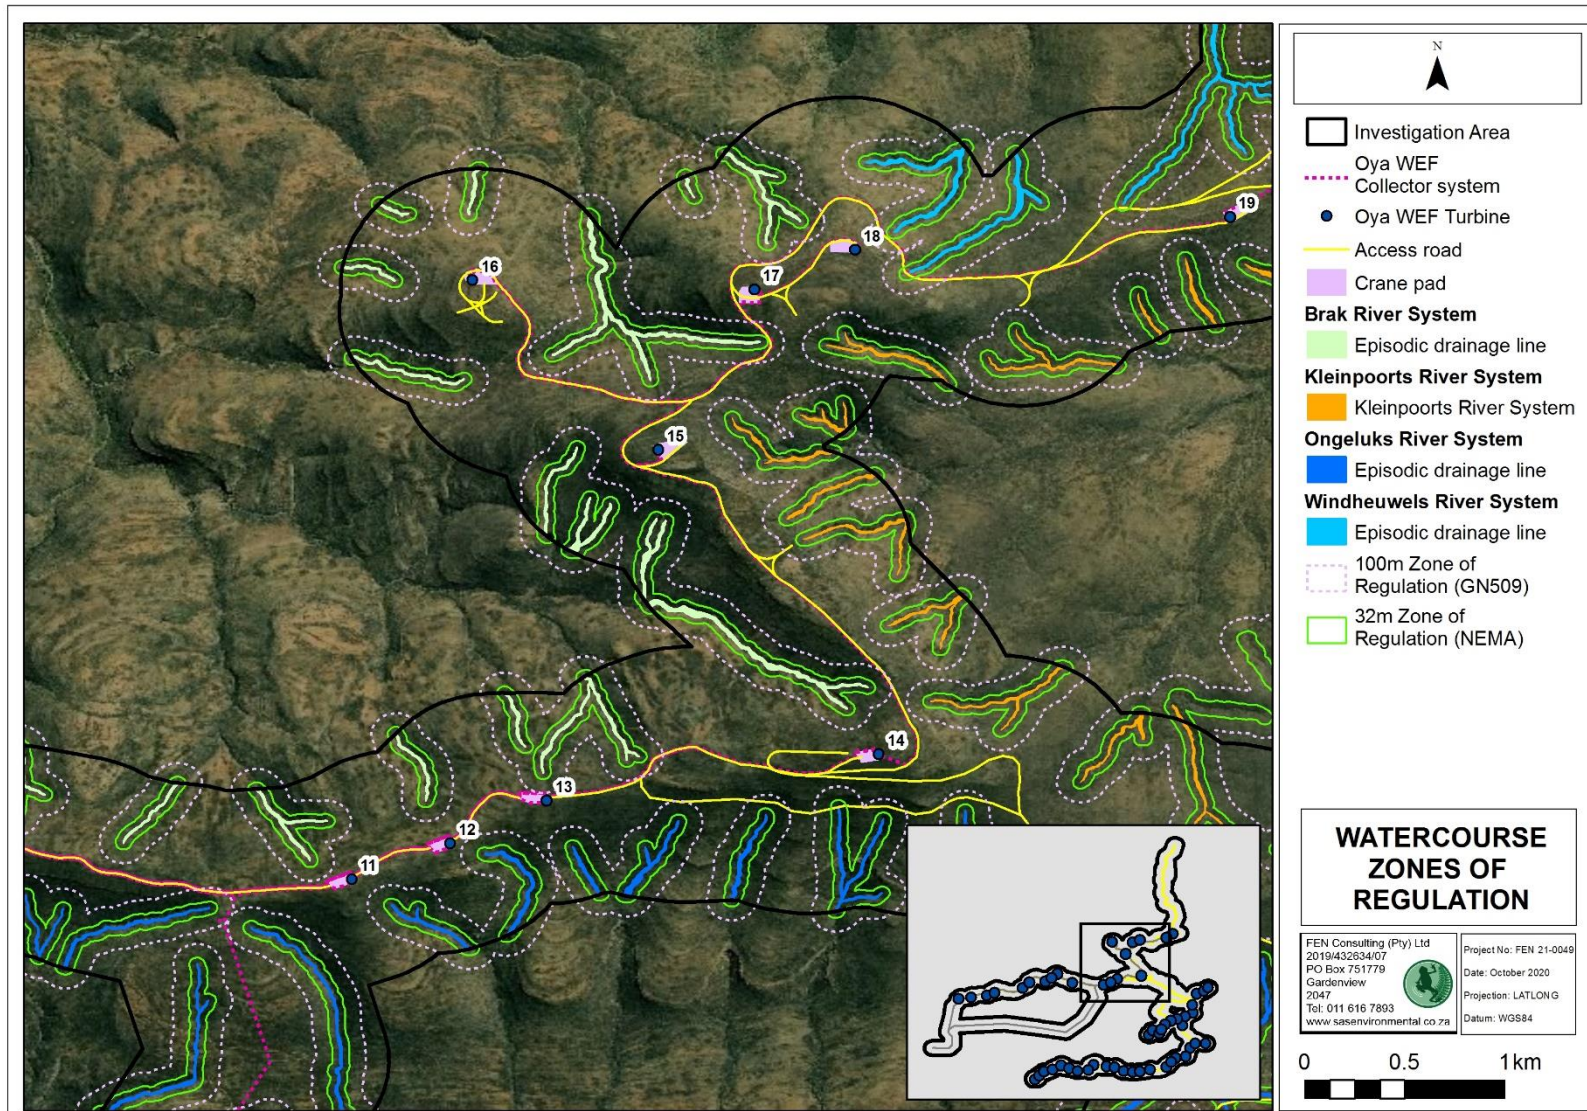 16
17
18
19
15
14
13
12
11
N
Investigation Area
Oya WEF
Collector system
Oya WEF Turbine
Access road
Crane pad
Brak River System
Episodic drainage line
Kleinpoorts River System
Kleinpoorts River System
Ongeluks River System
Episodic drainage line
Windheuwels River System
Episodic drainage line
100m Zone of
Regulation (GN509)
32m Zone of
Regulation (NEMA)
WATERCOURSE
ZONES OF
REGULATION
FEN Consulting (Pty) Ltd
2019/432634/07
PO Box 751779
Gardenview
2047
Tel: 011 616 7893
www.sasenvironmental.co.za
Project No: FEN 21-0049
Date: October 2020
Projection: LATLONG
Datum: WGS84
0 0.5 1km